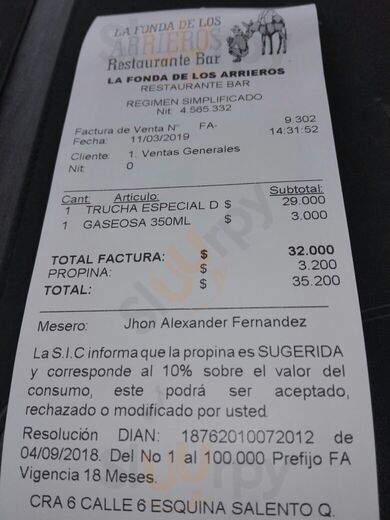 LA FONDA DE LOS
ARRIEROS
Restaurante Bar
LA FONDA DE LOS ARRIEROS
RESTAURANTE BAR
REGIMEN SIMPLIFICADO
Nit: 4.565.332
Factura de Venta N° FA- 9.302
Fecha: 11/03/2019 14:31:52
Cliente: 1. Ventas Generales
Nit: 0
Cant: Articulo: Subtotal:
1 TRUCHA ESPECIAL D $ 29.000
1 GASEOSA 350ML $ 3.000
TOTAL FACTURA: $ 32.000
PROPINA: $ 3.200
TOTAL: $ 35.200
Mesero: Jhon Alexander Fernandez
La S.I.C informa que la propina es SUGERIDA
y corresponde al 10% sobre el valor del
consumo, este podrá ser aceptado,
rechazado o modificado por usted.
Resolución DIAN: 18762010072012 de
04/09/2018. Del No 1 al 100.000 Prefijo FA
Vigencia 18 Meses.
CRA 6 CALLE 6 ESQUINA SALENTO Q.
sluurpy